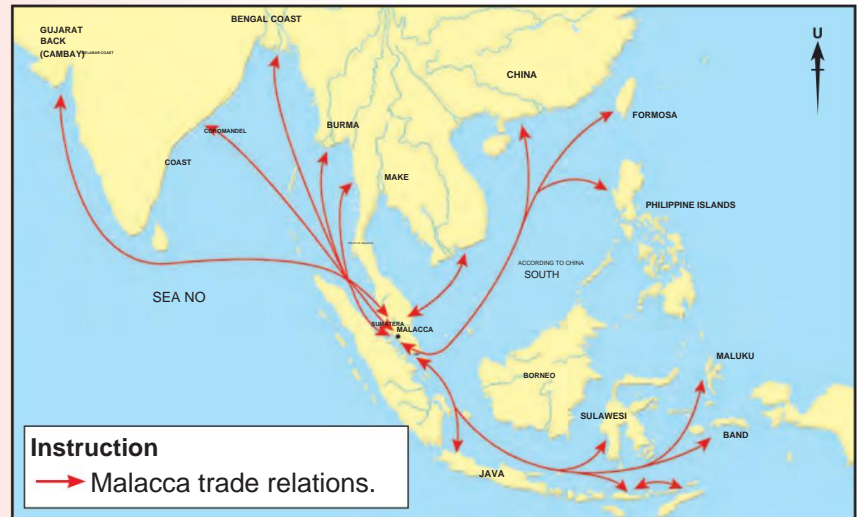 BENGAL COAST
GUJARAT
BACK
(CAMBAY)
U
CHINA
FORMOSA
BURMA
COROMANDEL
COAST
MAKE
PHILIPPINE ISLANDS
ACCORDING TO CHINA
SOUTH
SEA NO
SUMATERA
MALACCA
MALUKU
BORNEO
SULAWESI
BAND
JAVA
Instruction
Malacca trade relations.